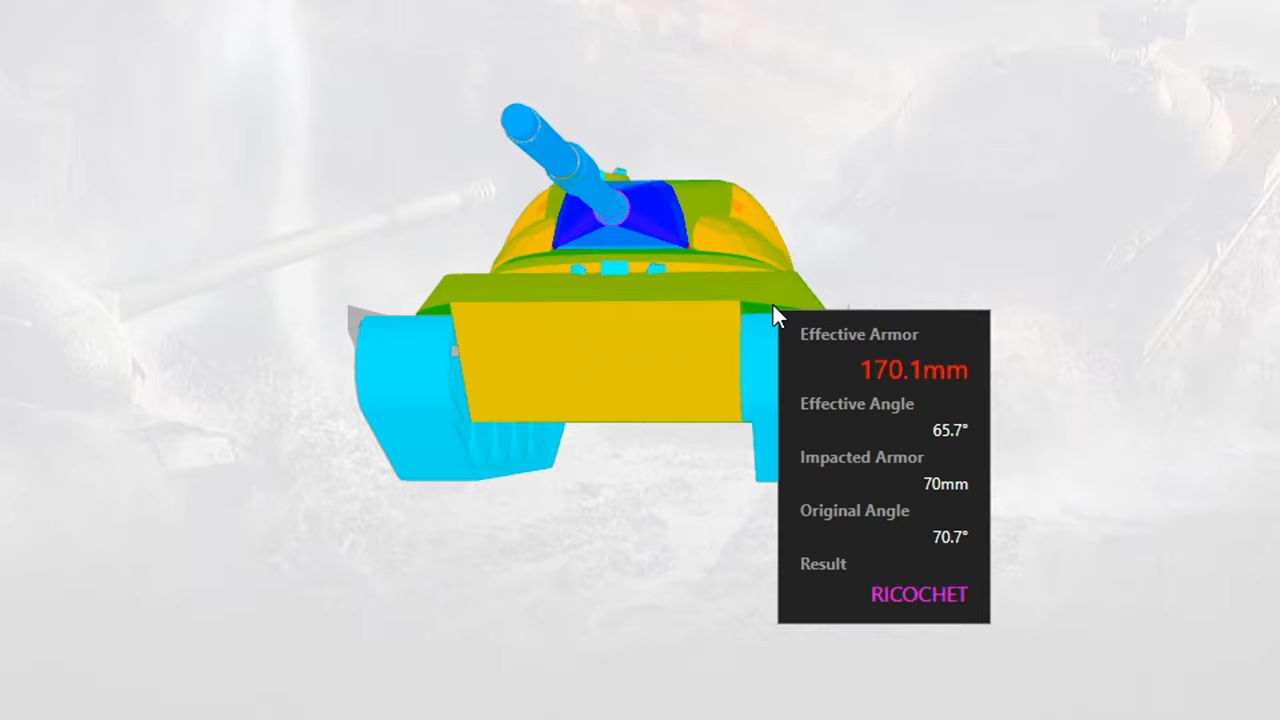 Effective Armor
170.1mm
Effective Angle
65.7°
Impacted Armor
70mm
Original Angle
70.7°
Result
RICOCHET